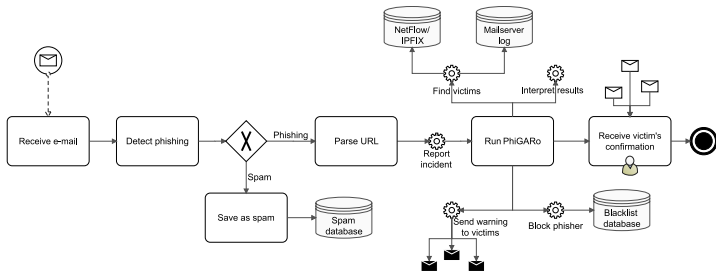 NetFlow/
IPFIX
Mailserver
log
Find victims
Interpret results
Receive e-mail
Detect phishing
X
Phishing
Parse URL
Report
incident
Run PhiGARo
Receive victim's
confirmation
Spam
Save as spam
Spam
database
Send warning
to victims
Block phisher
Blacklist
database